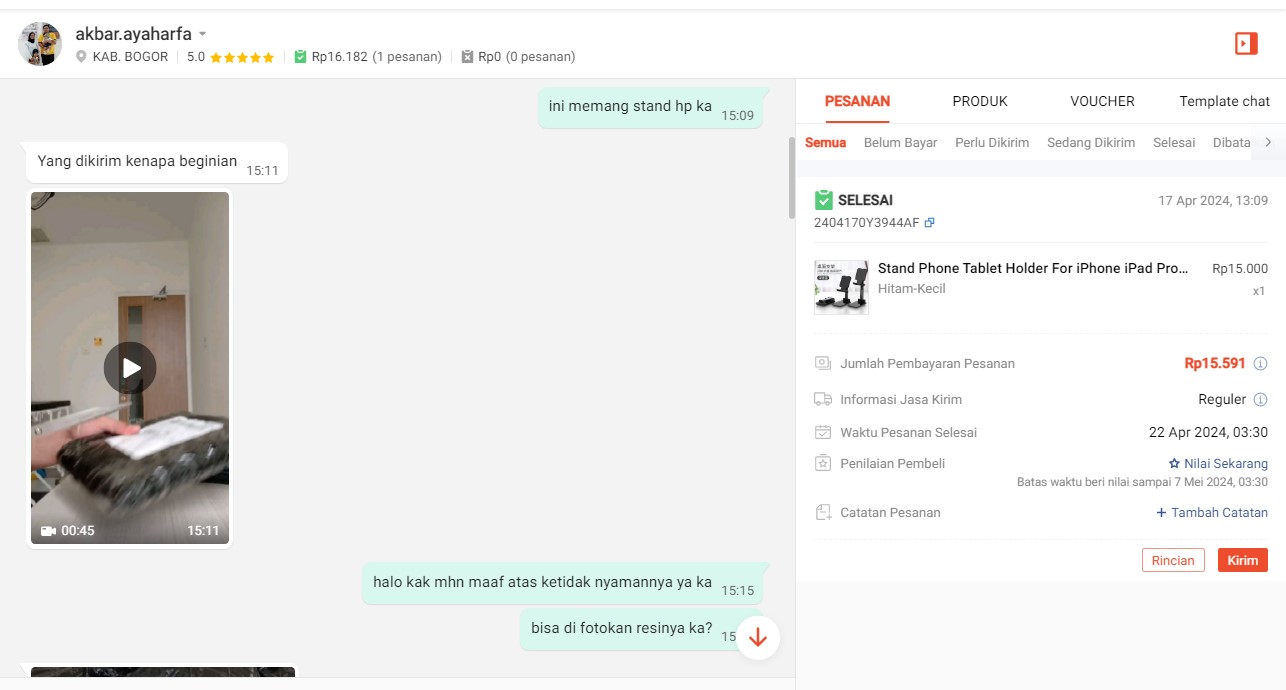 akbar.ayaharfa
KAB. BOGOR
5.0
Rp16.182 (1 pesanan)
Rp0 (0 pesanan)
ini memang stand hp ka
15:09
Yang dikirim kenapa beginian
15:11
00:45
15:11
halo kak mhn maaf atas ketidak nyamannya ya ka
15:15
bisa di fotokan resinya ka?
15
PESANAN
PRODUK
VOUCHER
Template chat
Semua
Belum Bayar
Perlu Dikirim
Sedang Dikirim
Selesai
Dibata
SELESAI
17 Apr 2024, 13:09
2404170Y3944AF
Stand Phone Tablet Holder For iPhone iPad Pro...
Rp15.000
Hitam-Kecil
x1
Jumlah Pembayaran Pesanan
Rp15.591
Informasi Jasa Kirim
Reguler
Waktu Pesanan Selesai
22 Apr 2024, 03:30
Penilaian Pembeli
Nilai Sekarang
Batas waktu beri nilai sampai 7 Mei 2024, 03:30
Catatan Pesanan
+ Tambah Catatan
Rincian
Kirim